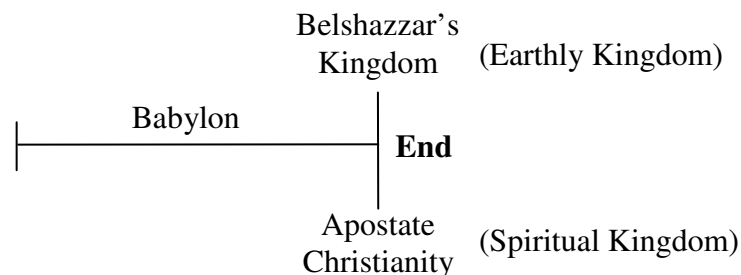 Belshazzar’s
Kingdom
(Earthly Kingdom)
Babylon
End
Apostate
Christianity
(Spiritual Kingdom)